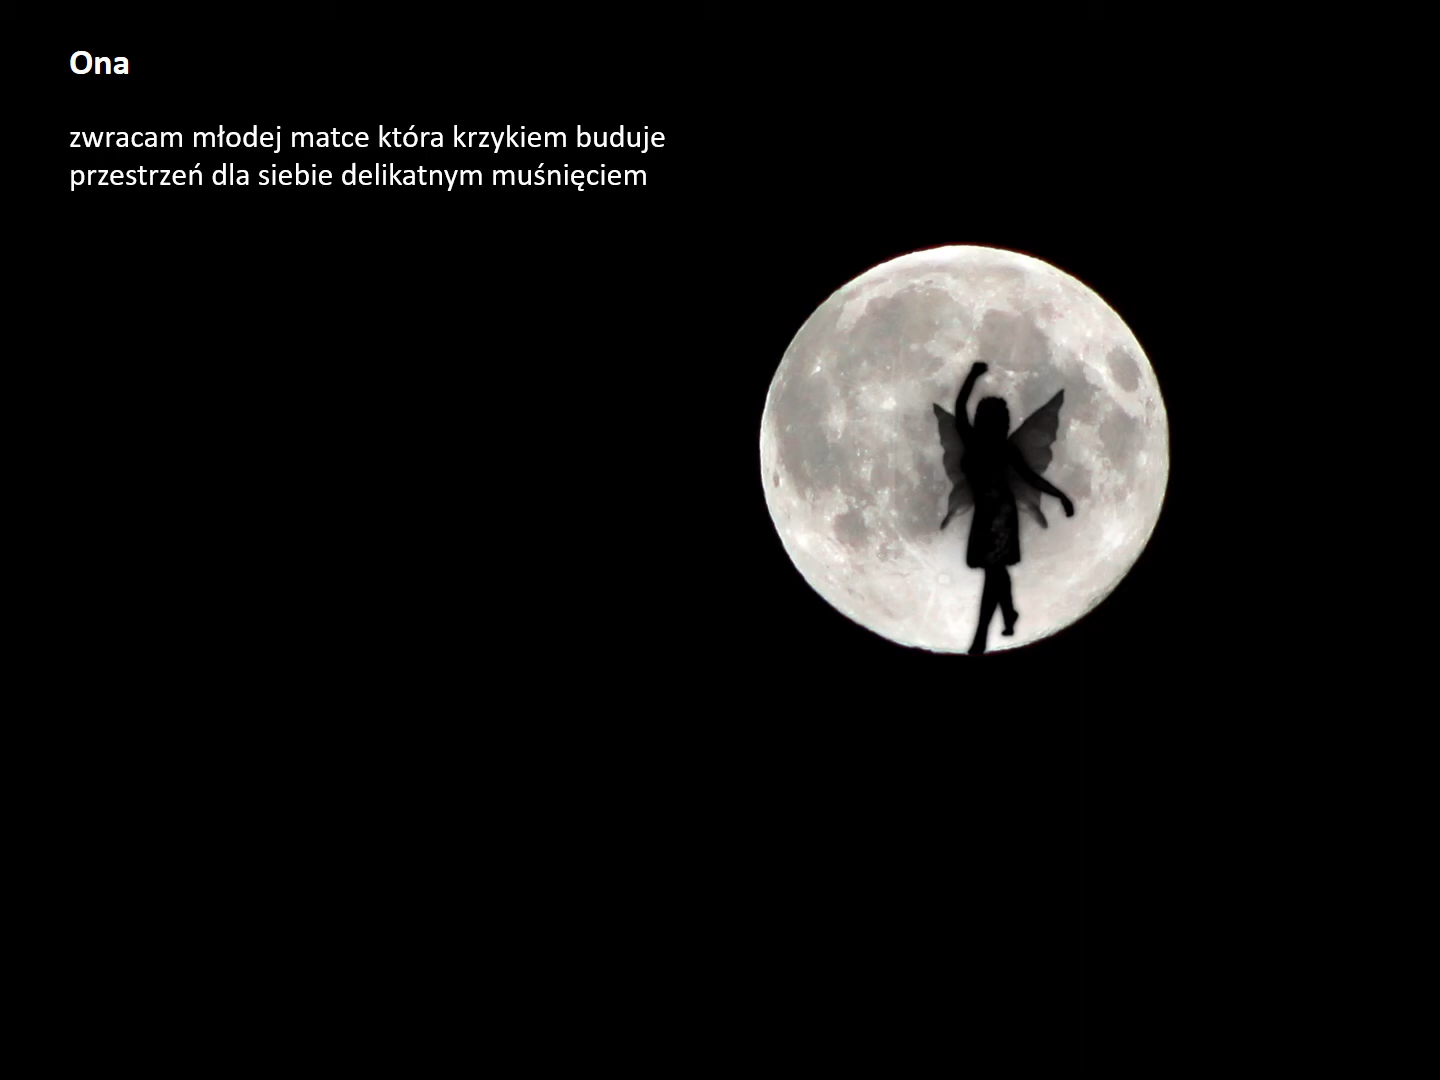 Ona
zwracam młodej matce która krzykiem buduje
przestrzeń dla siebie delikatnym muśnięciem